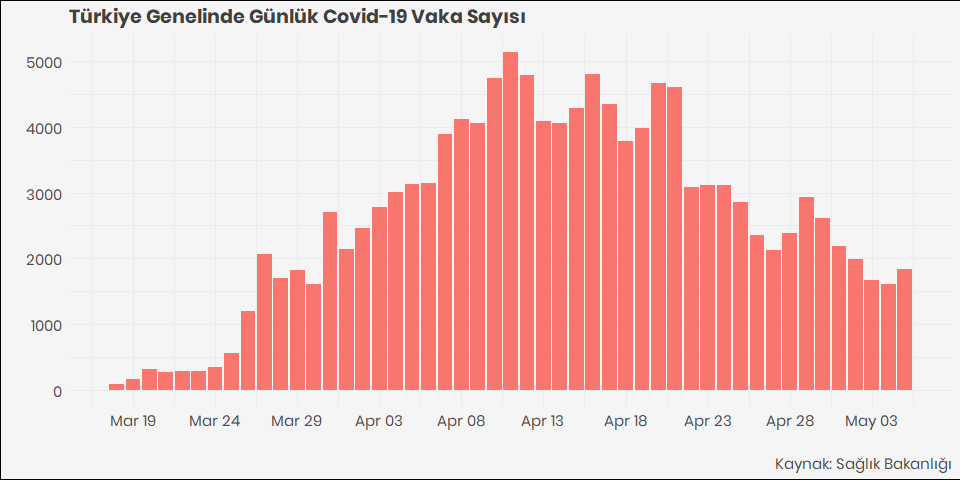 Türkiye Genelinde Günlük Covid-19 Vaka Sayısı
5000
4000
3000
2000
1000
0
Mar 19 Mar 24 Mar 29 Apr 03 Apr 08 Apr 13 Apr 18 Apr 23 Apr 28 May 03
Kaynak: Sağlık Bakanlığı